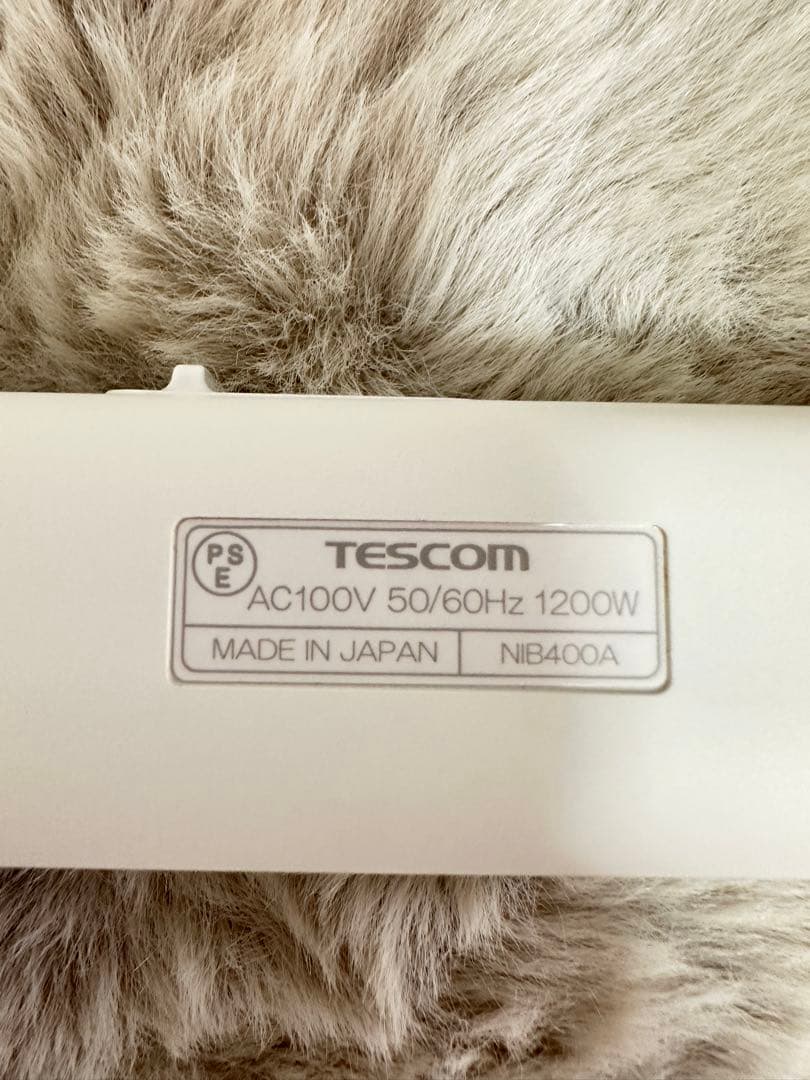 PS
E
TESCOM
AC100V 50/60Hz 1200W
MADE IN JAPAN
NIB400A